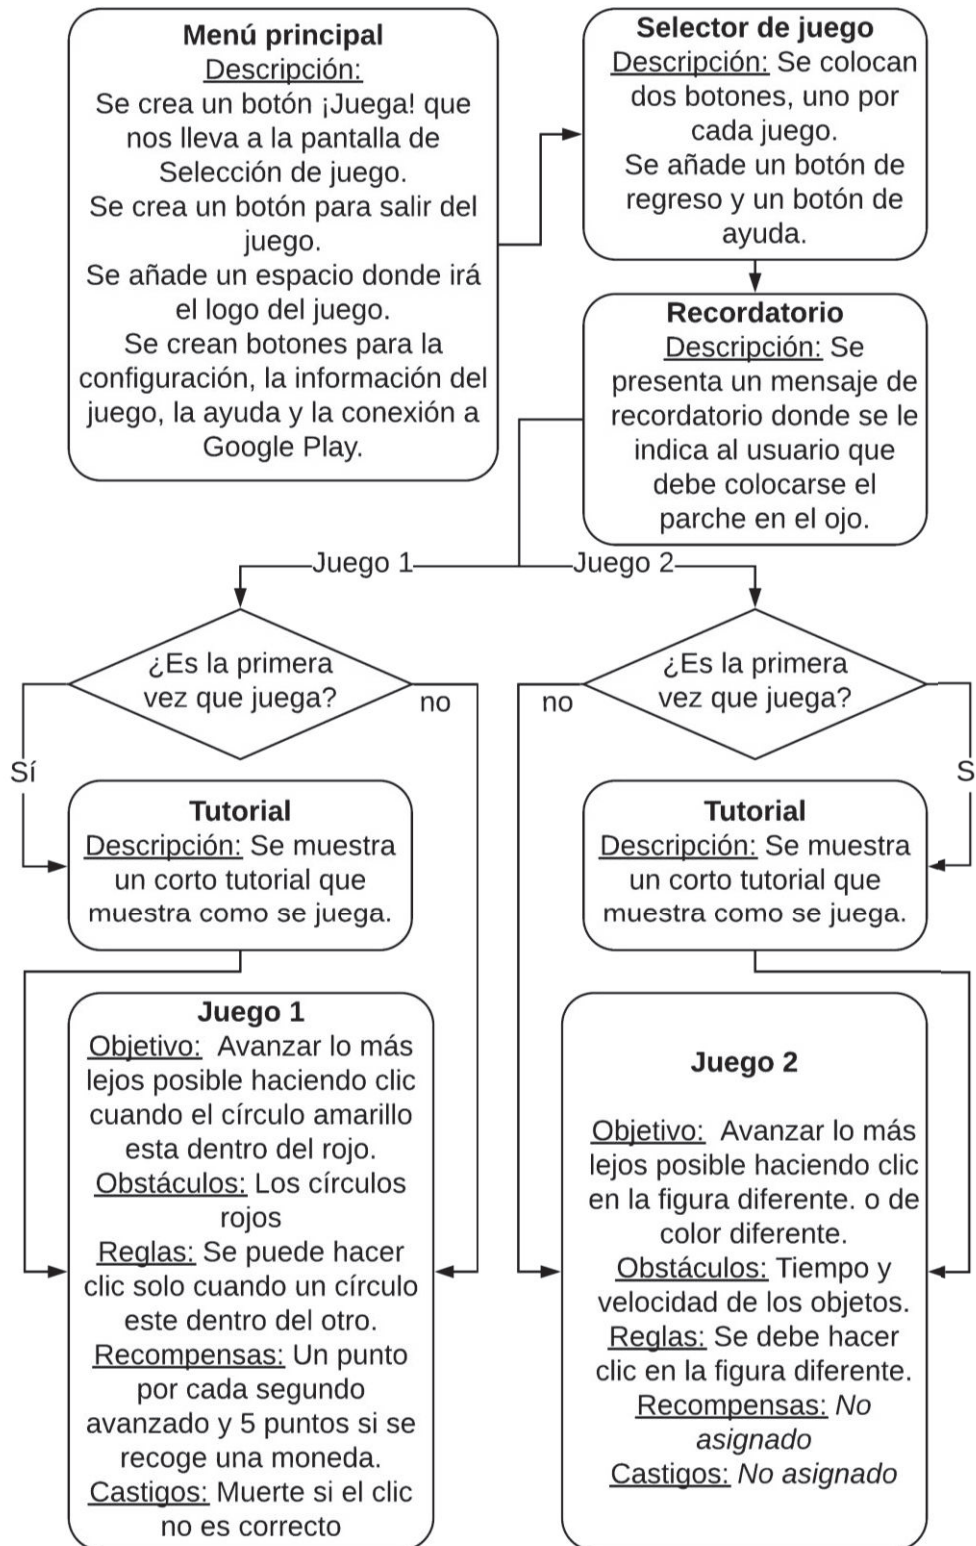 Menú principal
Descripción:
Se crea un botón ¡Juega! que
nos lleva a la pantalla de
Selección de juego.
Se crea un botón para salir del
juego.
Se añade un espacio donde irá
el logo del juego.
Se crean botones para la
configuración, la información del
juego, la ayuda y la conexión a
Google Play.
Selector de juego
Descripción: Se colocan
dos botones, uno por
cada juego.
Se añade un botón de
regreso y un botón de
ayuda.
Recordatorio
Descripción: Se
presenta un mensaje de
recordatorio donde se le
indica al usuario que
debe colocarse el
parche en el ojo.
Juego 1
Juego 2
¿Es la primera
vez que juega?
no
Sí
¿Es la primera
vez que juega?
no
S
Tutorial
Descripción: Se muestra
un corto tutorial que
muestra como se juega.
Tutorial
Descripción: Se muestra
un corto tutorial que
muestra como se juega.
Juego 1
Objetivo: Avanzar lo más
lejos posible haciendo clic
cuando el círculo amarillo
esta dentro del rojo.
Obstáculos: Los círculos
rojos
Reglas: Se puede hacer
clic solo cuando un círculo
este dentro del otro.
Recompensas: Un punto
por cada segundo
avanzado y 5 puntos si se
recoge una moneda.
Castigos: Muerte si el clic
no es correcto
Juego 2
Objetivo: Avanzar lo más
lejos posible haciendo clic
en la figura diferente. o de
color diferente.
Obstáculos: Tiempo y
velocidad de los objetos.
Reglas: Se debe hacer
clic en la figura diferente.
Recompensas: No
asignado
Castigos: No asignado